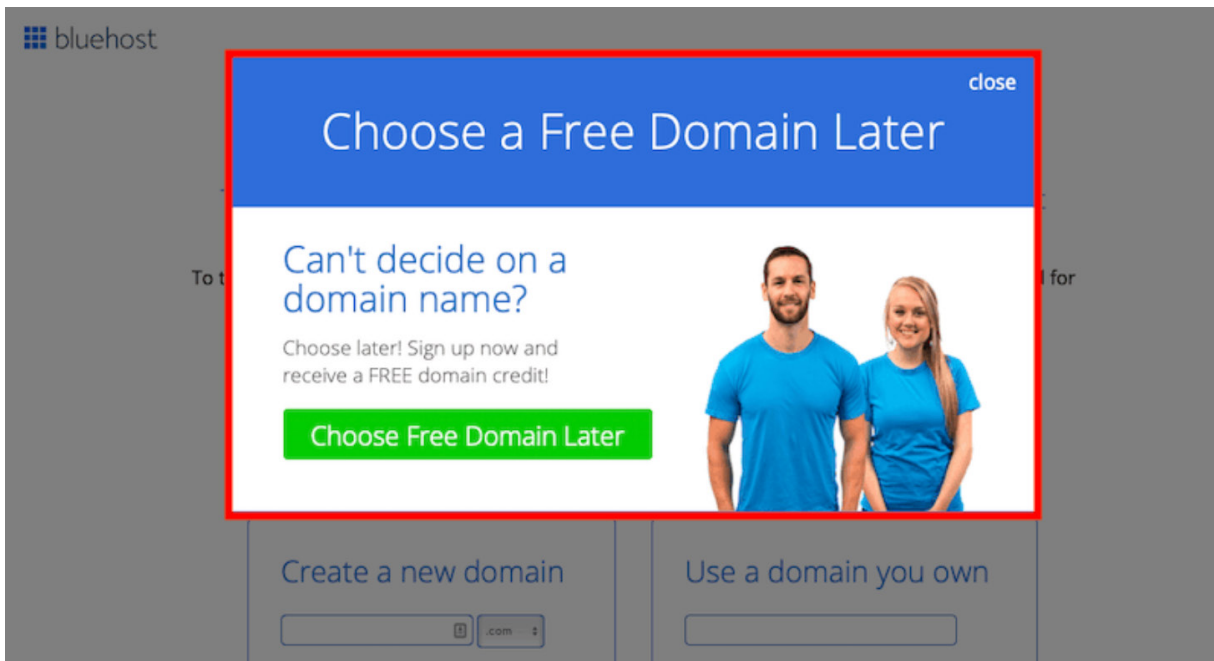 bluehost
close
Choose a Free Domain Later
To t
l for
Can't decide on a
domain name?
Choose later! Sign up now and
receive a FREE domain credit!
Choose Free Domain Later
Create a new domain
.com
Use a domain you own